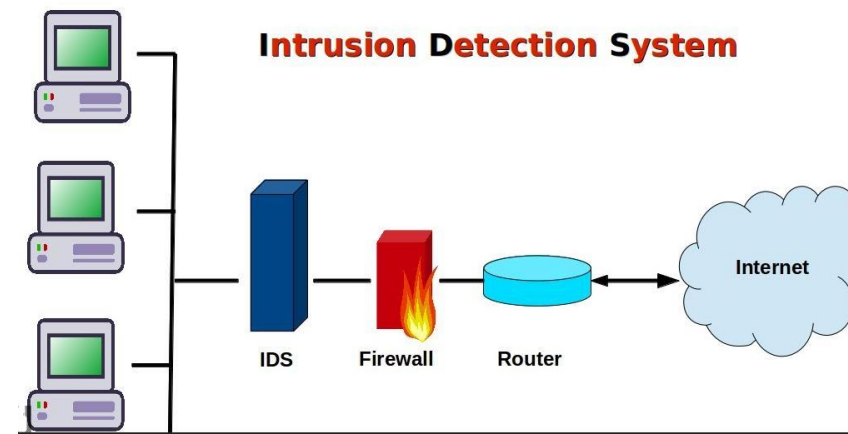 Intrusion Detection System
Internet
IDS
Firewall
Router